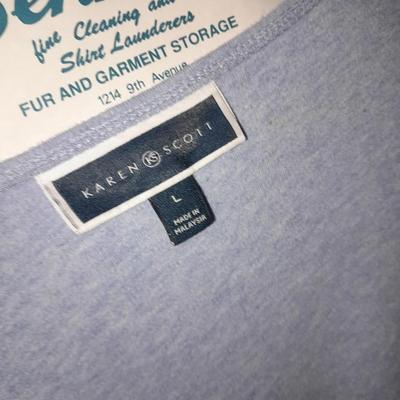 fine Cleaning and
Shirt Launderers
FUR AND GARMENT STORAGE
1214 9th Avenue
KAREN KS SCOTT
L
MADE IN
MALAYSIA